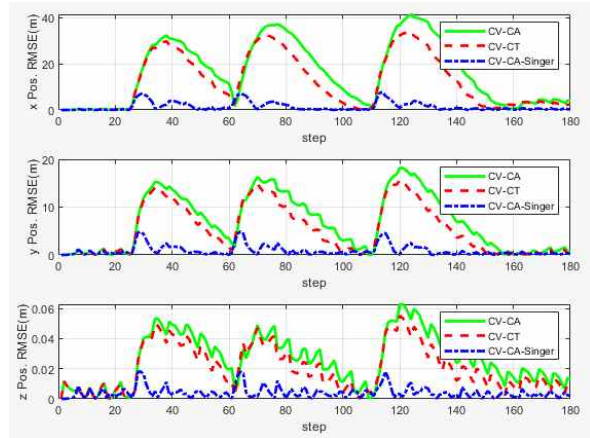 x Pos. RMSE(m)
40
20
0
CV-CA
CV-CT
CV-CA-Singer
0 20 40 60 80 100 120 140 160 180
step
y Pos. RMSE(m)
20
10
0
CV-CA
CV-CT
CV-CA-Singer
0 20 40 60 80 100 120 140 160 180
step
z Pos. RMSE(m)
0.06
0.04
0.02
0
CV-CA
CV-CT
CV-CA-Singer
0 20 40 60 80 100 120 140 160 180
step